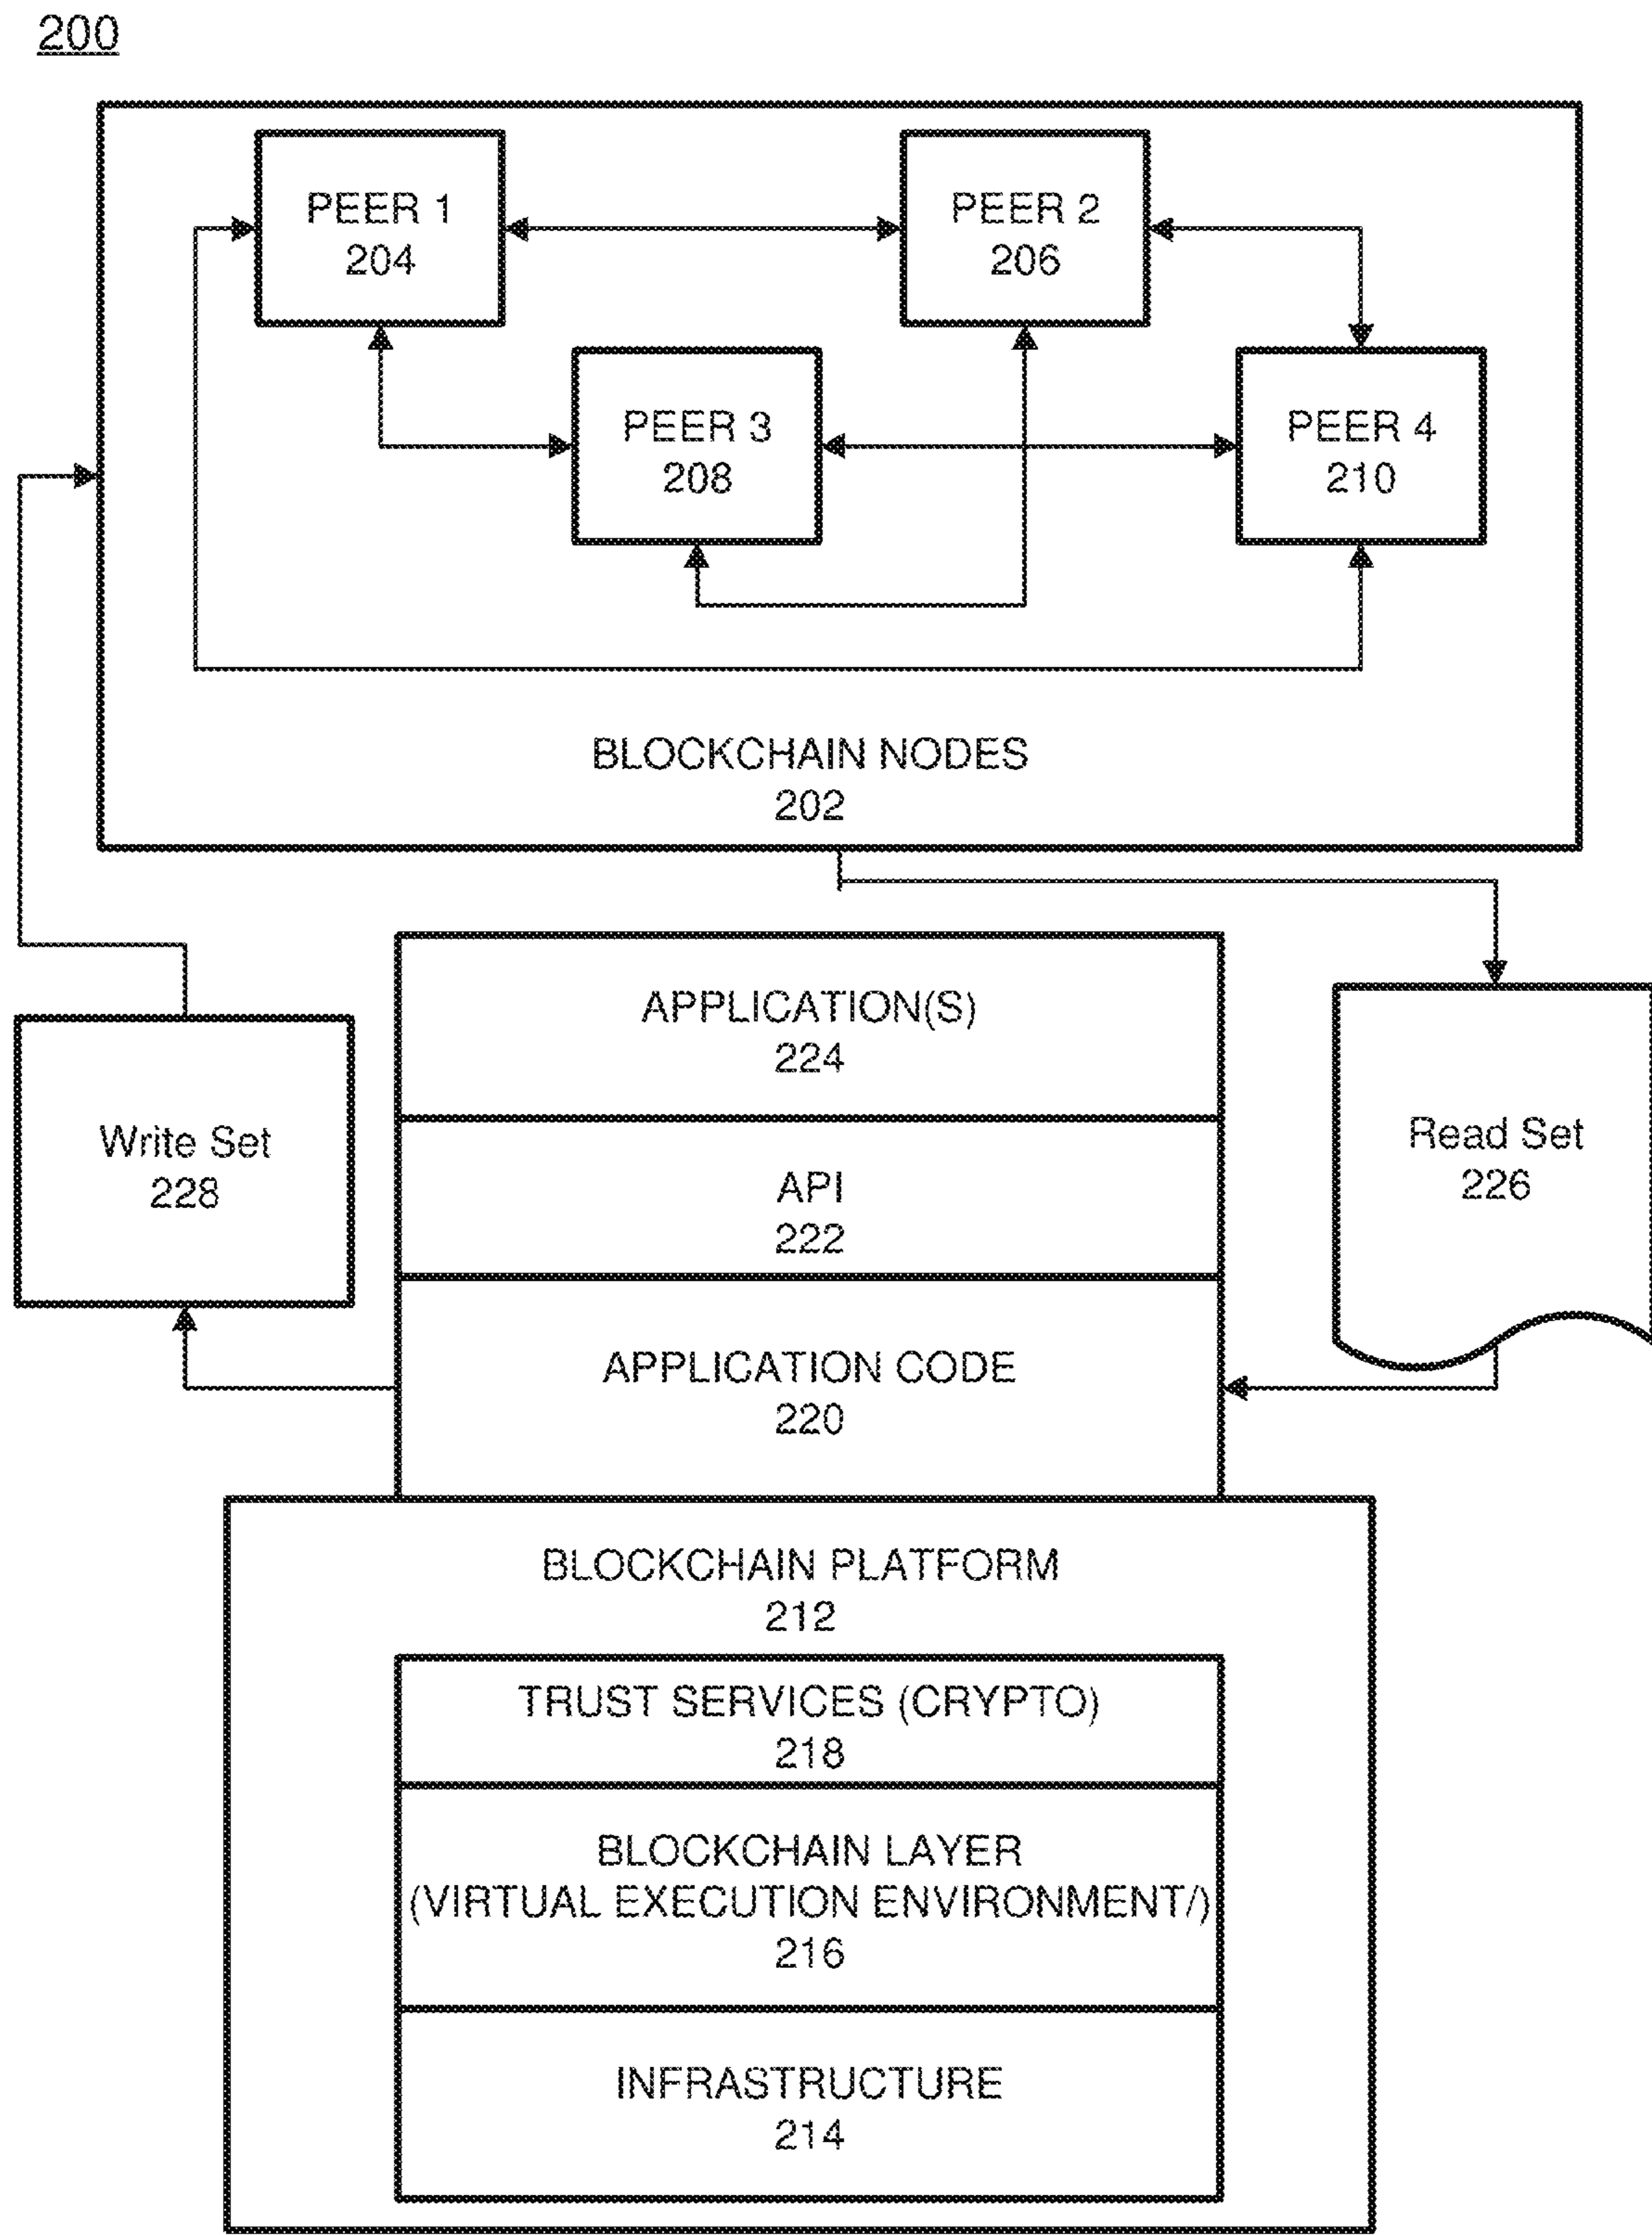 200
PEER 1
204
PEER 2
206
PEER 3
208
PEER 4
210
BLOCKCHAIN NODES
202
APPLICATION(S)
224
Write Set
228
Read Set
226
API
222
APPLICATION CODE
220
BLOCKCHAIN PLATFORM
212
TRUST SERVICES (CRYPTO)
218
BLOCKCHAIN LAYER
(VIRTUAL EXECUTION ENVIRONMENT/)
216
INFRASTRUCTURE
214